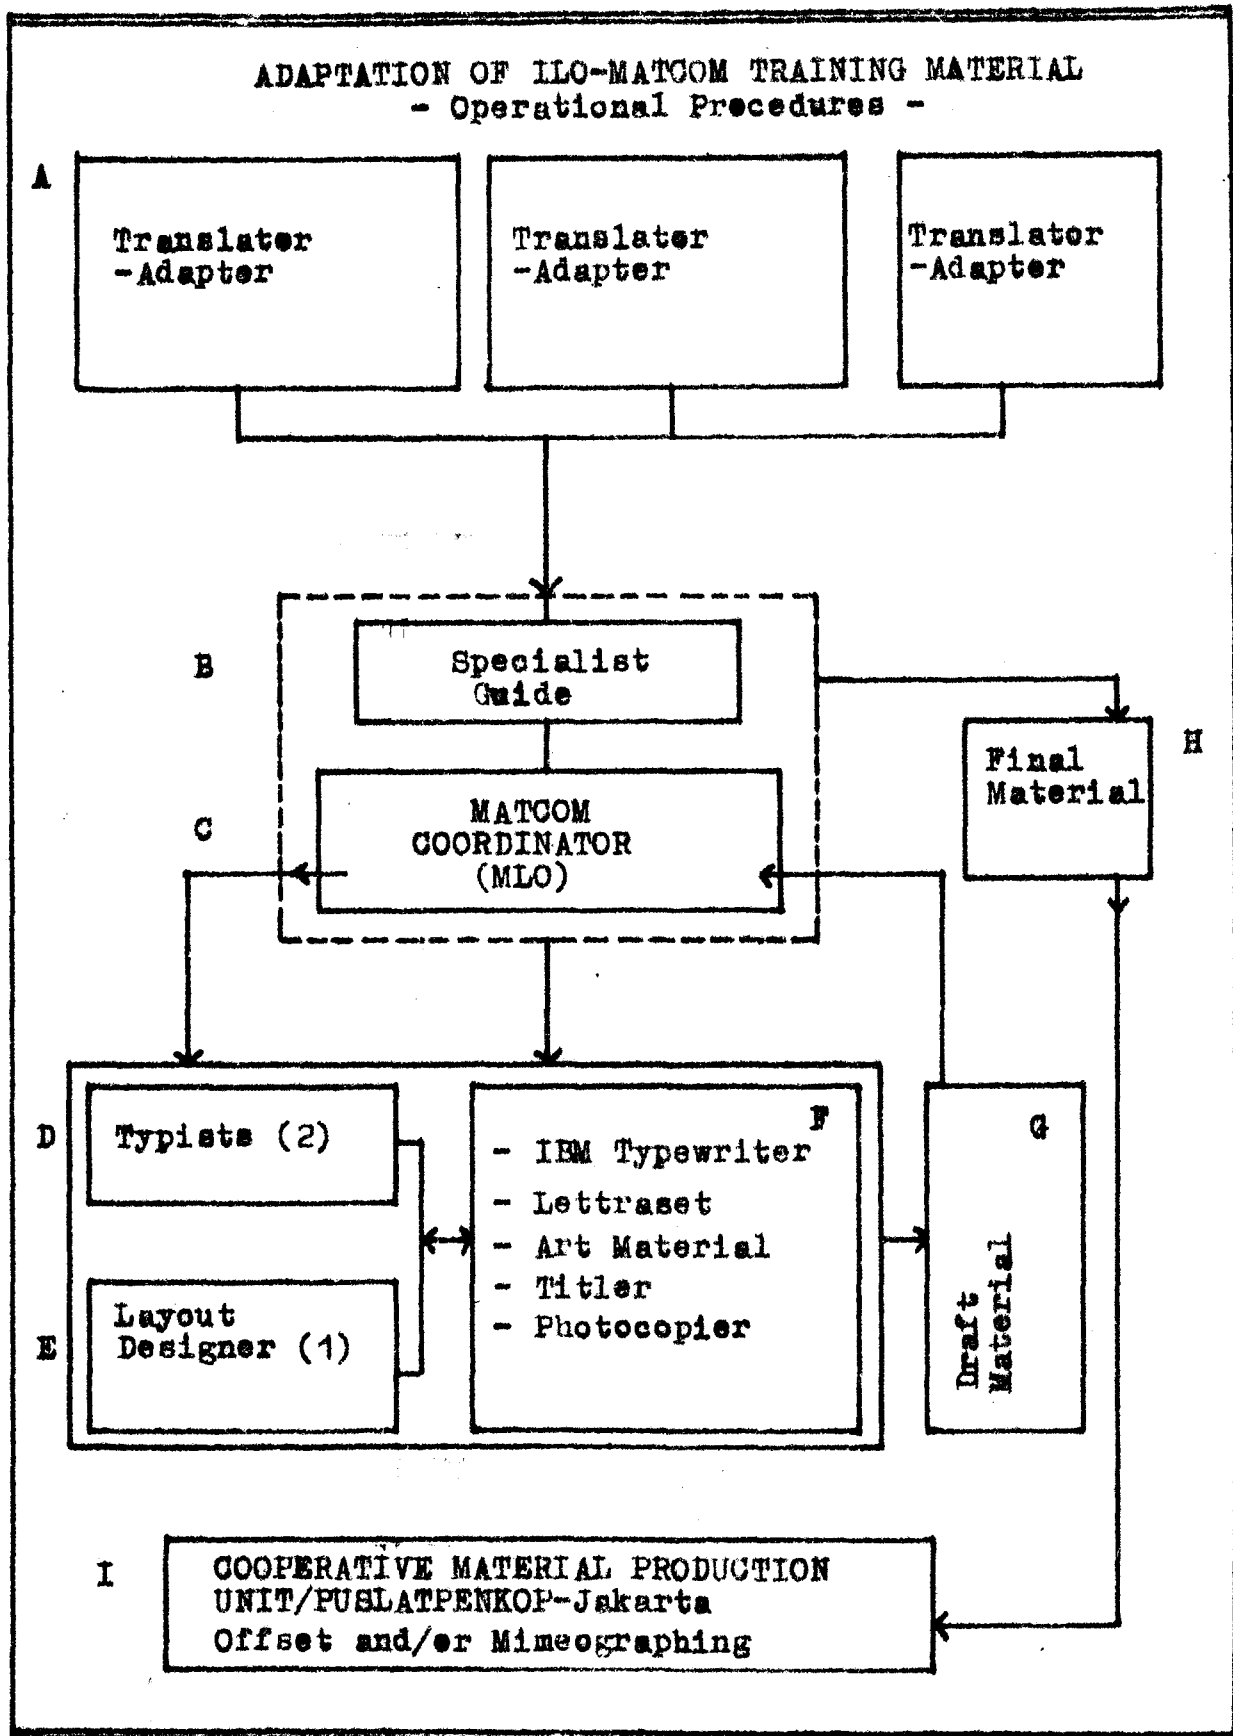 ADAPTATION OF ILO-MATCOM TRAINING MATERIAL
- Operational Procedures -
A
Translator
-Adapter
Translator
-Adapter
Translator
-Adapter
B
Specialist
Guide
H
Final
Material
C
MATCOM
COORDINATOR
(MLO)
D
Typists (2)
F
- IBM Typewriter
- Lettraset
- Art Material
- Titler
- Photocopier
G
Draft
Material
E
Layout
Designer (1)
I
COOPERATIVE MATERIAL PRODUCTION
UNIT/PUSLATPENKOP-Jakarta
Offset and/or Mimeographing